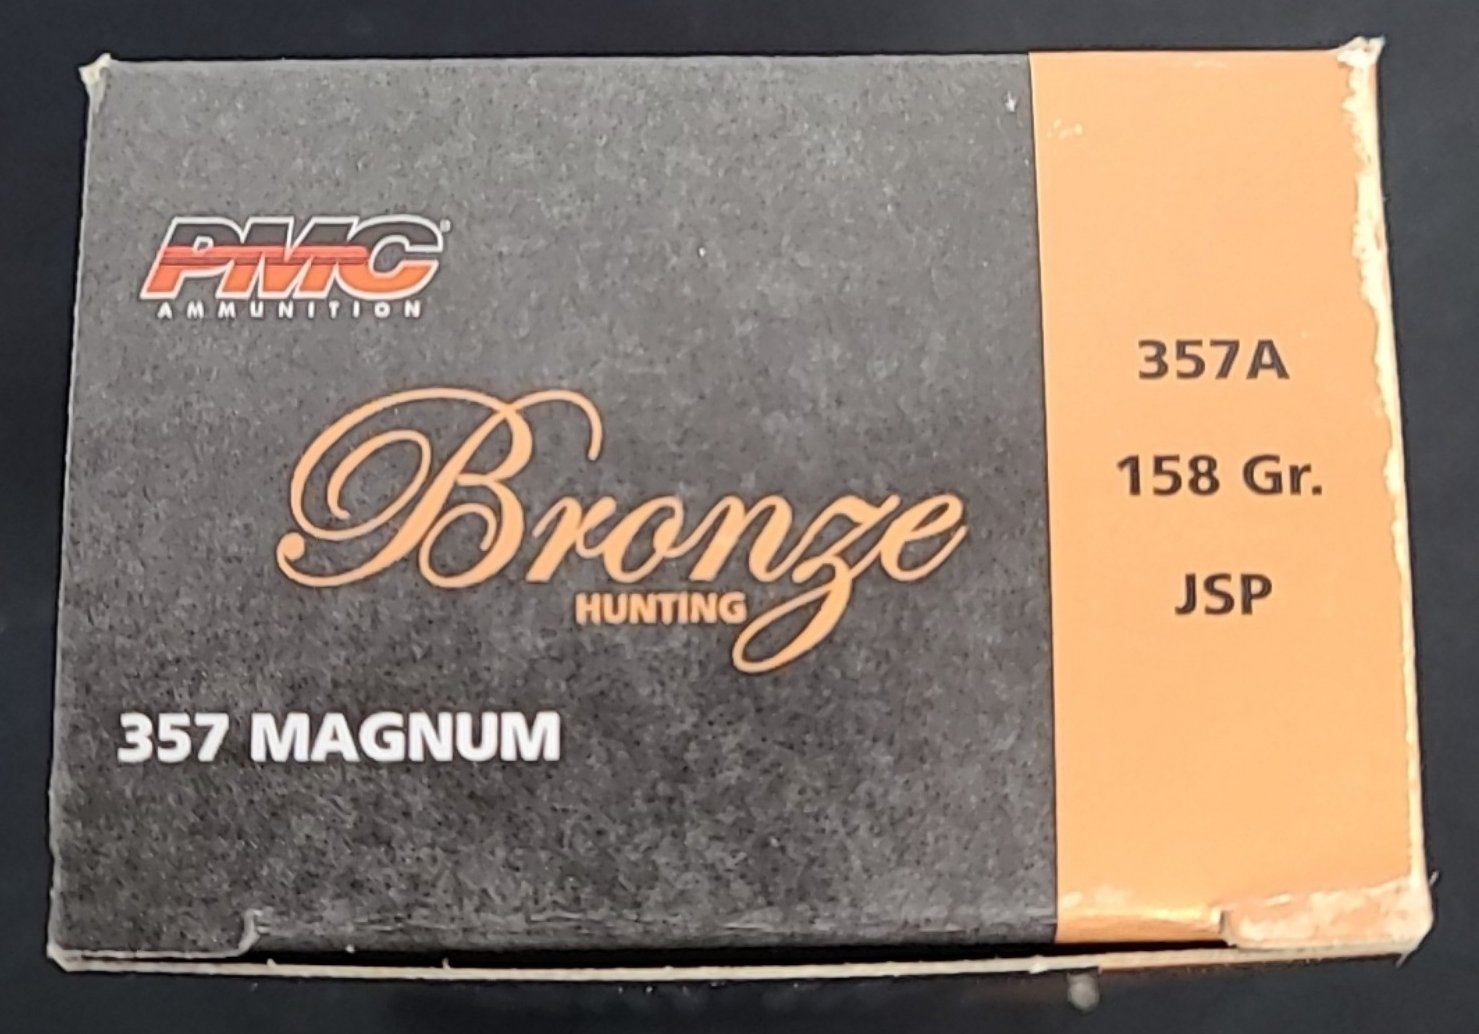 PMC®
AMMUNITION
Bronze
HUNTING
357 MAGNUM
357A
158 Gr.
JSP